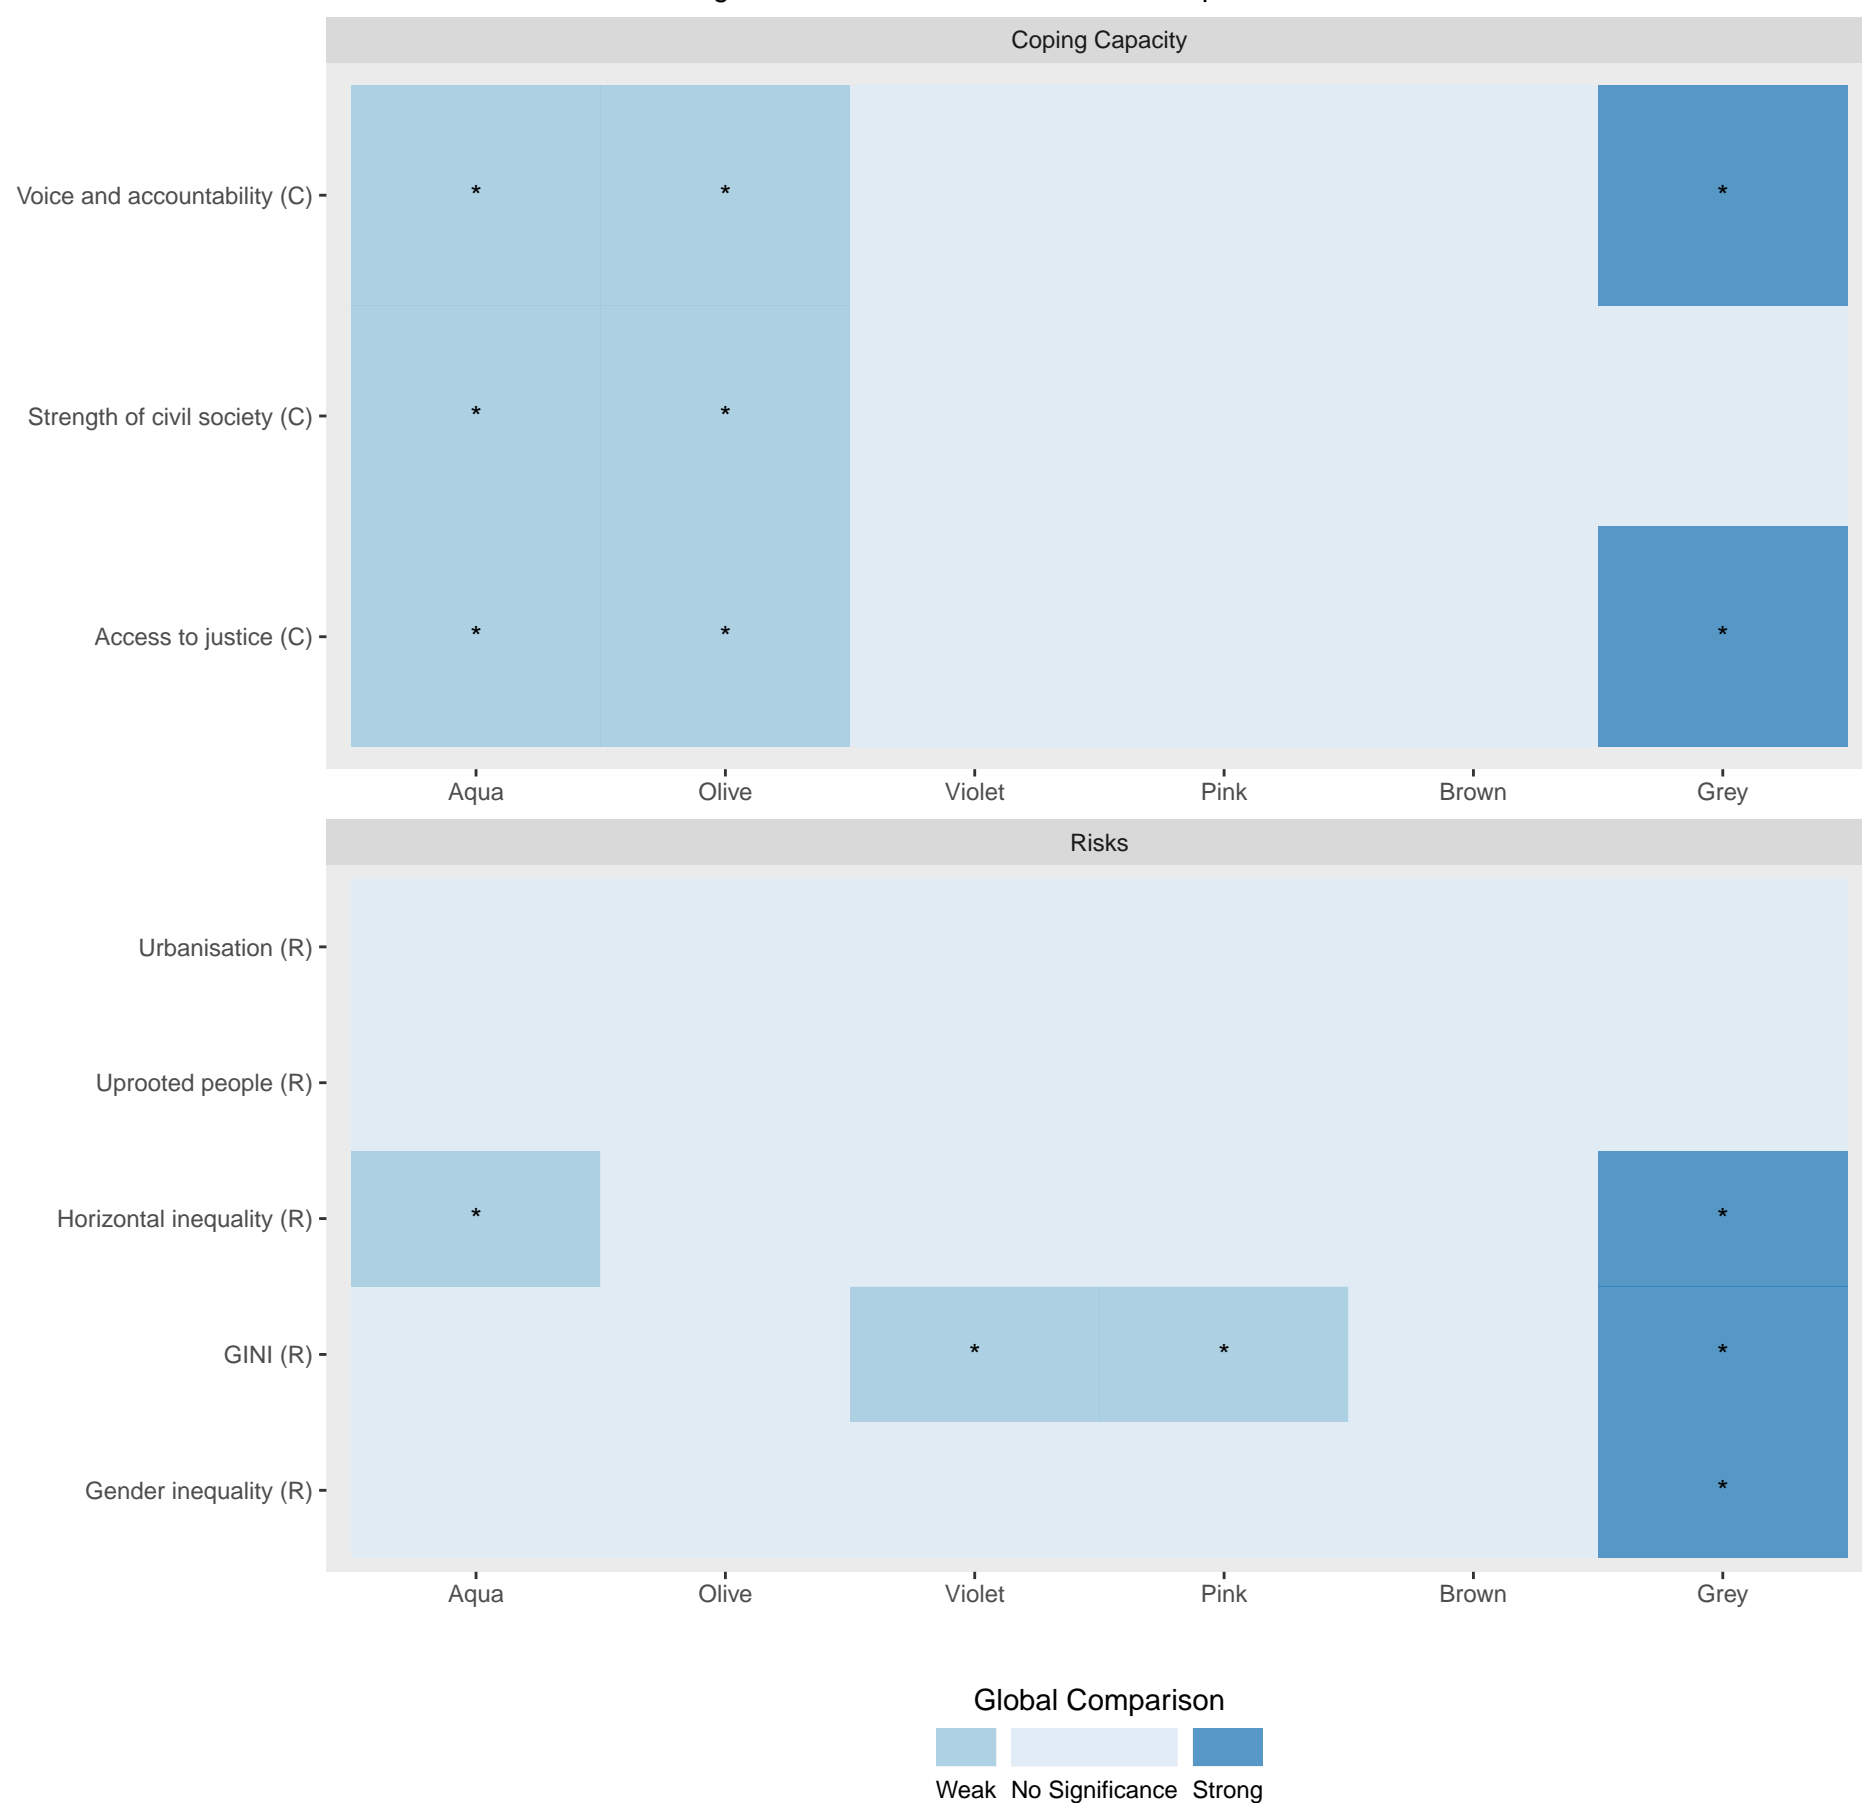 Coping Capacity
Voice and accountability (C)
* * *
Strength of civil society (C)
* *
Access to justice (C)
* * *
Aqua Olive Violet Pink Brown Grey
Risks
Urbanisation (R)
Uprooted people (R)
Horizontal inequality (R)
* *
GINI (R)
* * *
Gender inequality (R)
*
Aqua Olive Violet Pink Brown Grey
Global Comparison
Weak No Significance Strong